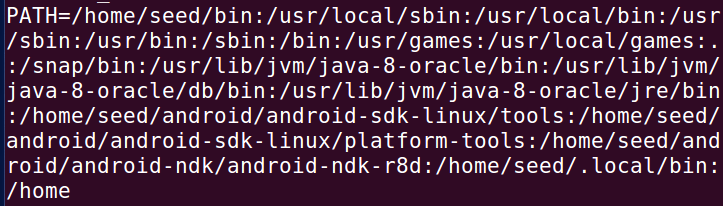 PATH=/home/seed/bin:/usr/local/sbin:/usr/local/bin:/usr
/sbin:/usr/bin:/sbin:/bin:/usr/games:/usr/local/games:.
:/snap/bin:/usr/lib/jvm/java-8-oracle/bin:/usr/lib/jvm/
java-8-oracle/db/bin:/usr/lib/jvm/java-8-oracle/jre/bin
:/home/seed/android/android-sdk-linux/tools:/home/seed/
android/android-sdk-linux/platform-tools:/home/seed/and
roid/android-ndk/android-ndk-r8d:/home/seed/.local/bin:
/home